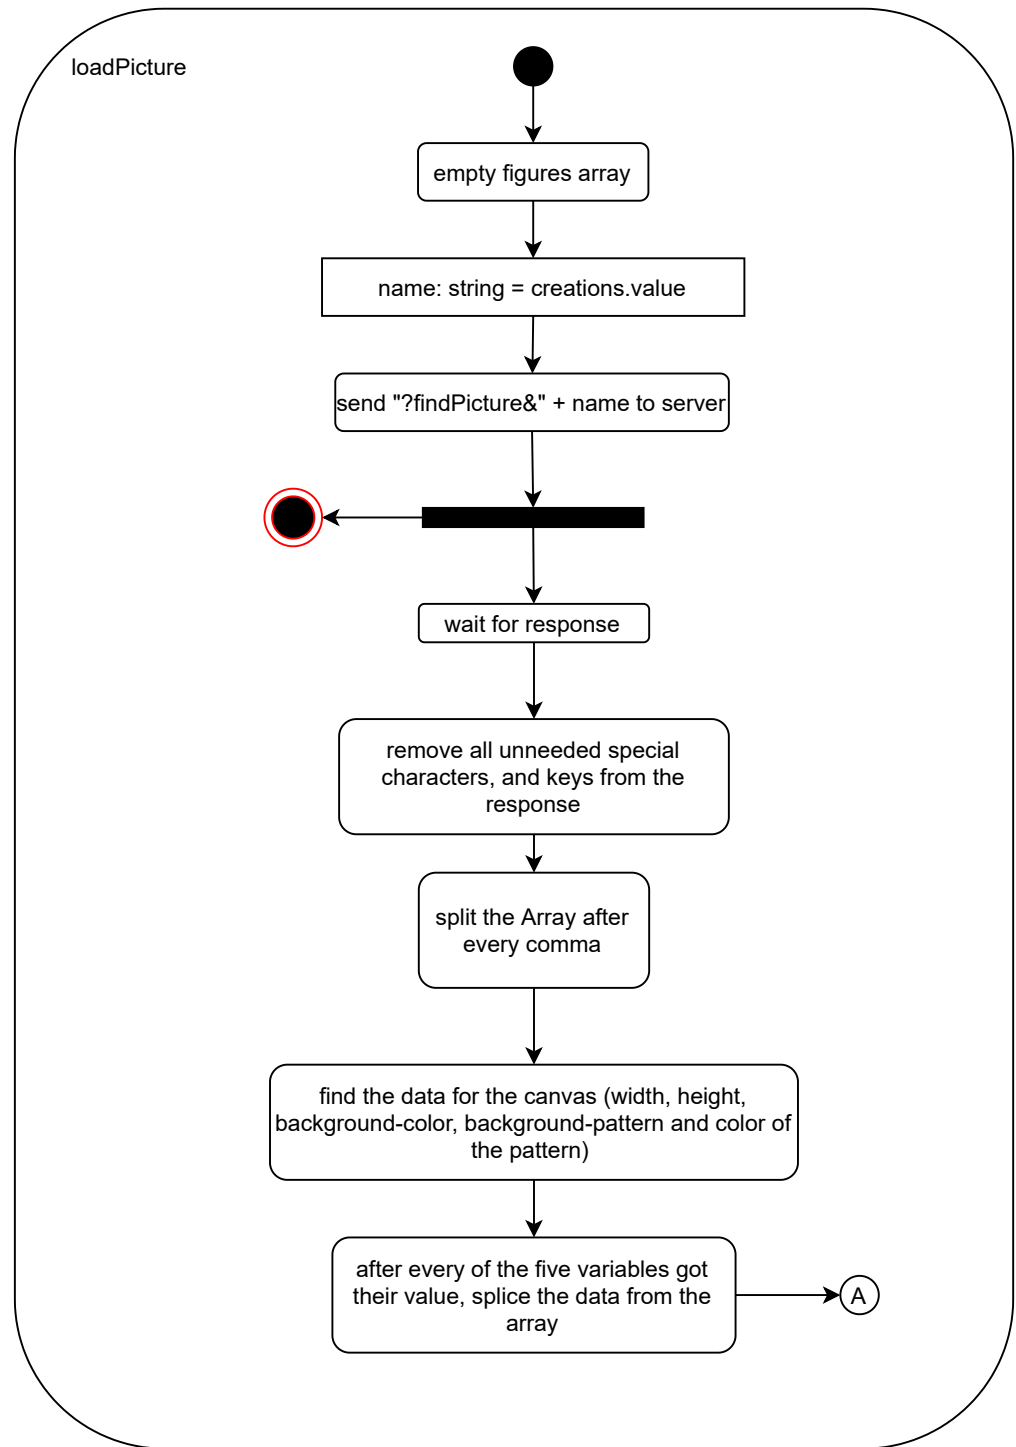 loadPicture
empty figures array
name: string = creations.value
send "?findPicture&" + name to server
wait for response
remove all unneeded special
characters, and keys from the
response
split the Array after
every comma
find the data for the canvas (width, height,
background-color, background-pattern and color of
the pattern)
after every of the five variables got
their value, splice the data from the
array
A